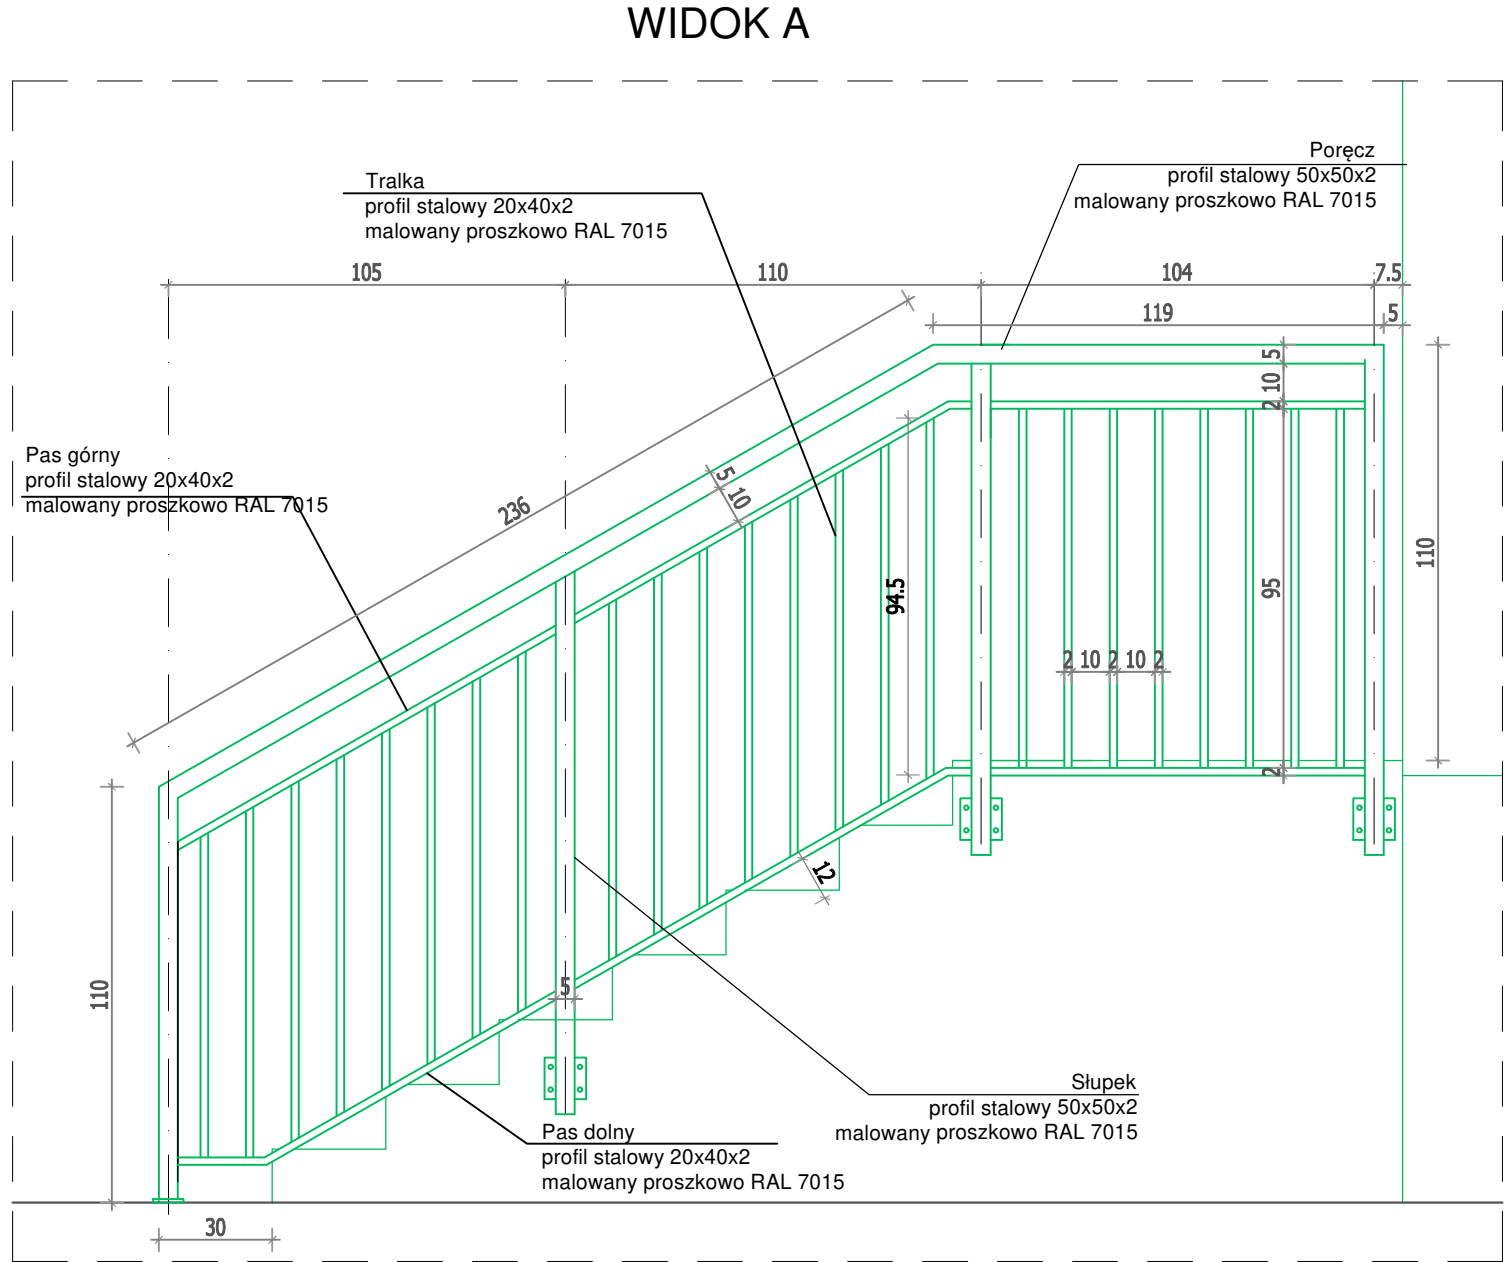 WIDOK A
Poręcz
profil stalowy 50x50x2
malowany proszkowo RAL 7015
Tralka
profil stalowy 20x40x2
malowany proszkowo RAL 7015
105
110
104
7.5
119
5
5
10
2
Pas górny
profil stalowy 20x40x2
malowany proszkowo RAL 7015
236
5
10
94.5
95
110
2 10 2 10 2
2
12
110
5
Słupek
profil stalowy 50x50x2
malowany proszkowo RAL 7015
Pas dolny
profil stalowy 20x40x2
malowany proszkowo RAL 7015
30